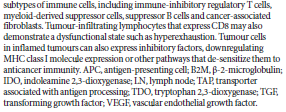 subtypes of immune cells, including immune-inhibitory regulatory T cells,
myeloid-derived suppressor cells, suppressor B cells and cancer-associated
fibroblasts. Tumour-infiltrating lymphocytes that express CD8 may also
demonstrate a dysfunctional state such as hyperexhaustion. Tumour cells
in inflamed tumours can also express inhibitory factors, downregulating
MHC class I molecule expression or other pathways that de-sensitize them to
anticancer immunity. APC, antigen-presenting cell; B2M, β-2-microglobulin;
IDO, indoleamine 2,3-dioxygenase; LN, lymph node; TAP, transporter
associated with antigen processing; TDO, tryptophan 2,3-dioxygenase; TGF,
transforming growth factor; VEGF, vascular endothelial growth factor.